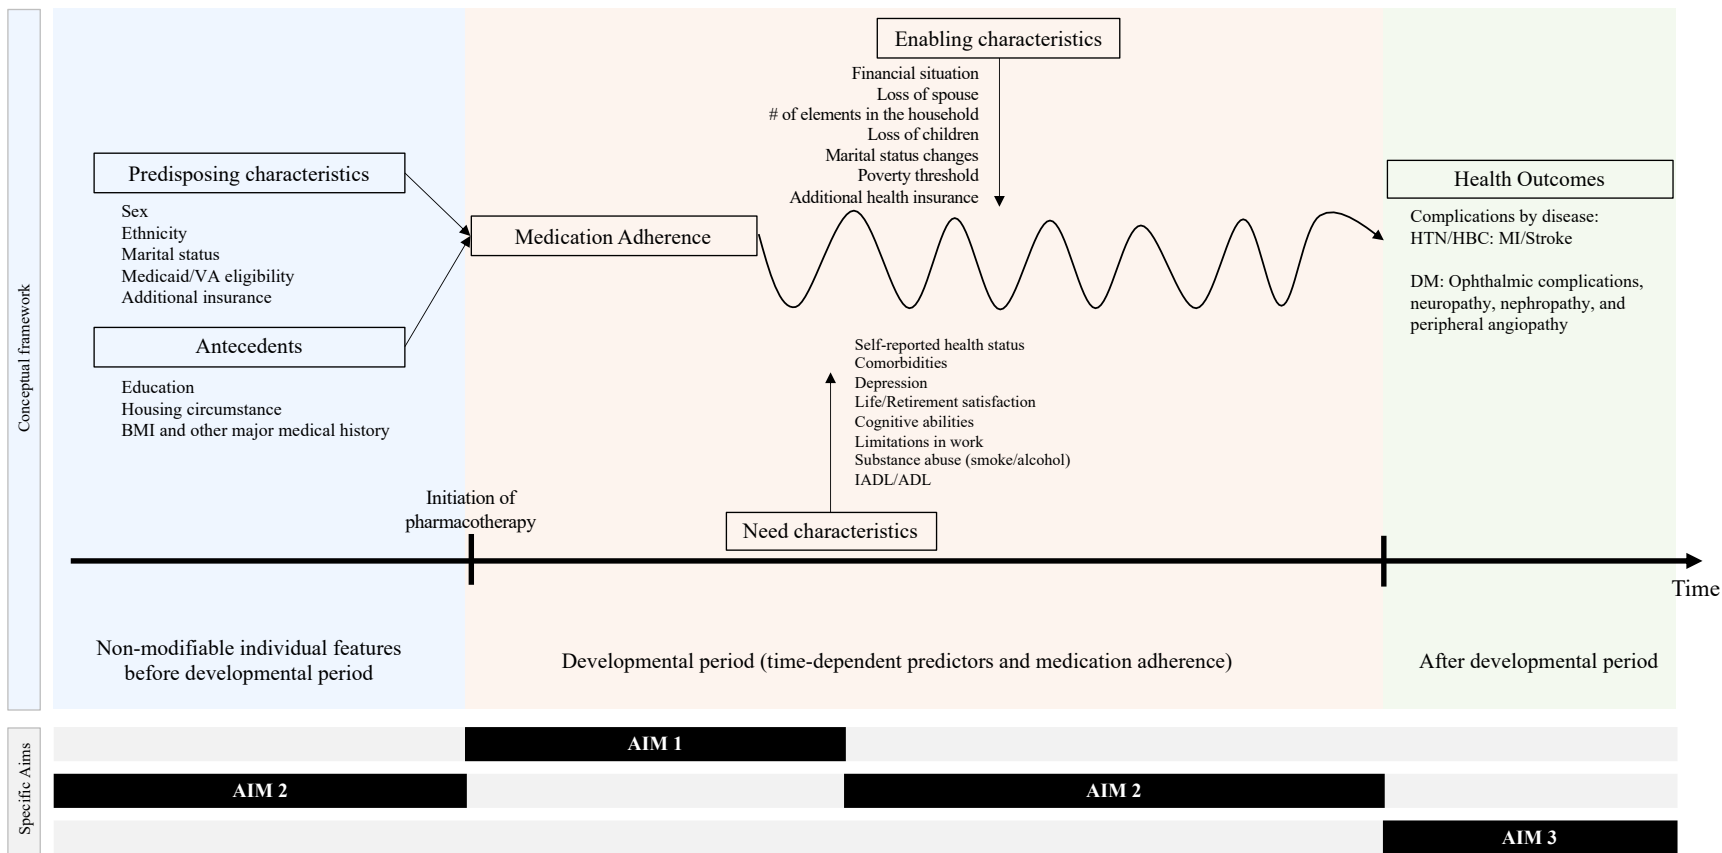 Conceptual framework
Enabling characteristics
Financial situation
Loss of spouse
# of elements in the household
Loss of children
Marital status changes
Poverty threshold
Additional health insurance
Predisposing characteristics
Sex
Ethnicity
Marital status
Medicaid/VA eligibility
Additional insurance
Antecedents
Education
Housing circumstance
BMI and other major medical history
Medication Adherence
Health Outcomes
Complications by disease:
HTN/HBC: MI/Stroke
DM: Ophthalmic complications,
neuropathy, nephropathy, and
peripheral angiopathy
Self-reported health status
Comorbidities
Depression
Life/Retirement satisfaction
Cognitive abilities
Limitations in work
Substance abuse (smoke/alcohol)
IADL/ADL
Need characteristics
Initiation of
pharmacotherapy
Time
Non-modifiable individual features
before developmental period
Developmental period (time-dependent predictors and medication adherence)
After developmental period
Specific Aims
AIM 1
AIM 2
AIM 2
AIM 3